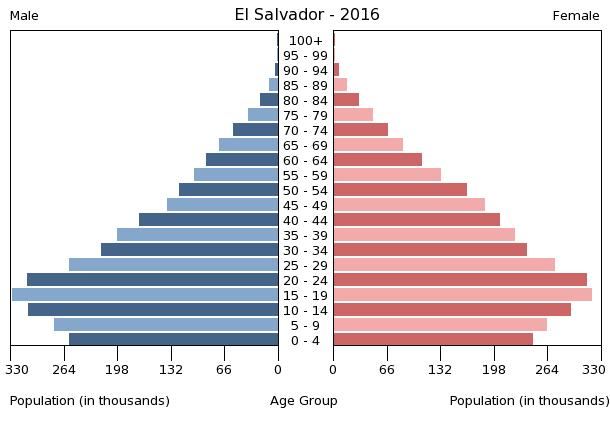 El Salvador - 2016
Male
Female
100+
95 - 99
90 - 94
85 - 89
80 - 84
75 - 79
70 - 74
65 - 69
60 - 64
55 - 59
50 - 54
45 - 49
40 - 44
35 - 39
30 - 34
25 - 29
20 - 24
15 - 19
10 - 14
5 - 9
0 - 4
330 264 198 132 66 0 0 66 132 198 264 330
Population (in thousands) Age Group Population (in thousands)